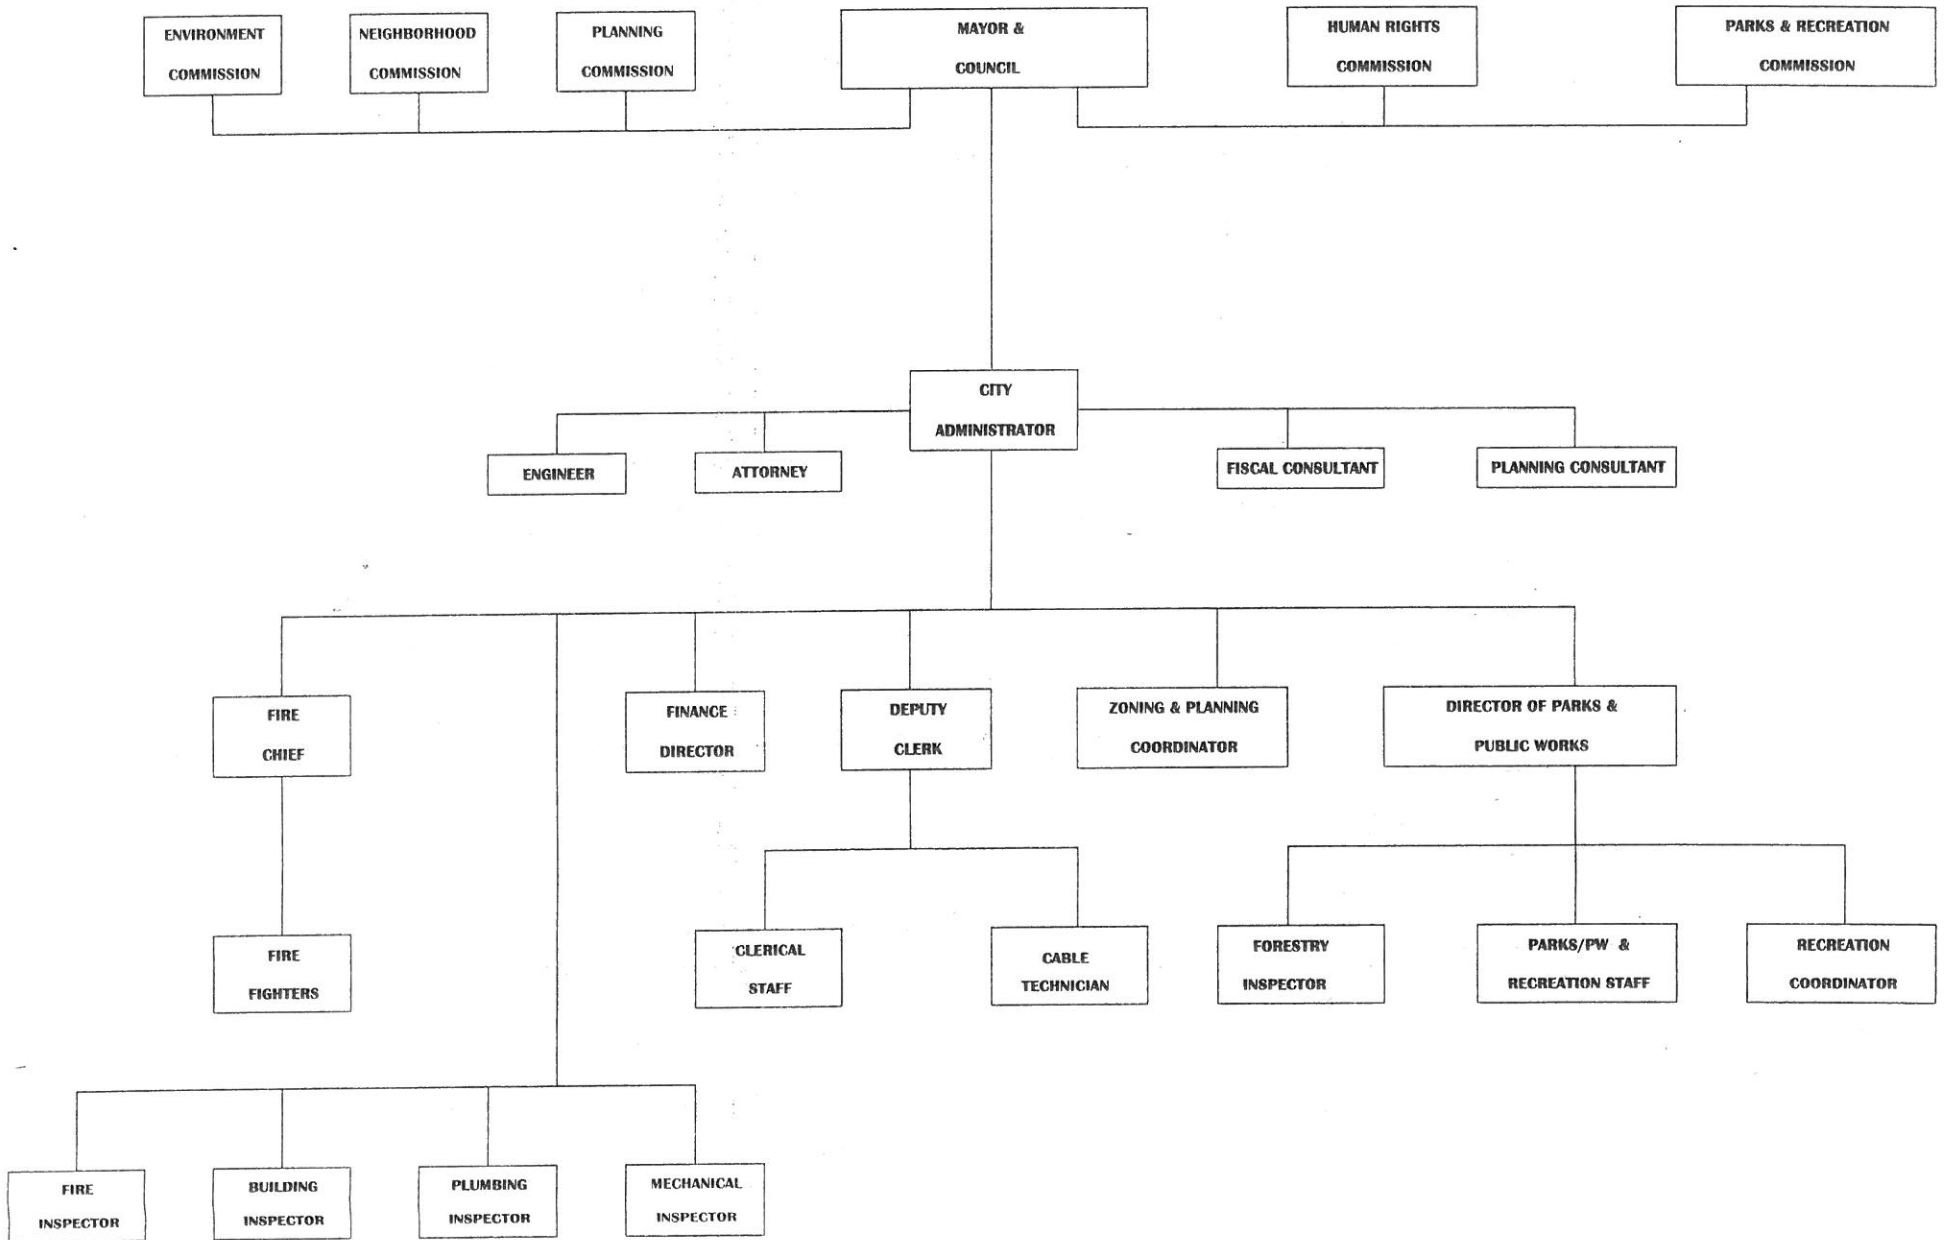 ENVIRONMENT
COMMISSION
NEIGHBORHOOD
COMMISSION
PLANNING
COMMISSION
MAYOR &
COUNCIL
HUMAN RIGHTS
COMMISSION
PARKS & RECREATION
COMMISSION
CITY
ADMINISTRATOR
ENGINEER
ATTORNEY
FISCAL CONSULTANT
PLANNING CONSULTANT
FIRE
CHIEF
FINANCE
DIRECTOR
DEPUTY
CLERK
ZONING & PLANNING
COORDINATOR
DIRECTOR OF PARKS &
PUBLIC WORKS
FIRE
FIGHTERS
CLERICAL
STAFF
CABLE
TECHNICIAN
FORESTRY
INSPECTOR
PARKS/PW &
RECREATION STAFF
RECREATION
COORDINATOR
FIRE
INSPECTOR
BUILDING
INSPECTOR
PLUMBING
INSPECTOR
MECHANICAL
INSPECTOR